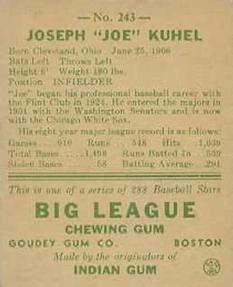 — No. 243 —
JOSEPH "JOE" KUHEL
Born Cleveland, Ohio June 25, 1906
Bats Left Throws Left
Height 6' Weight 180 lbs.
Position INFIELDER
"Joe" began his professional baseball career with
the Flint Club in 1924. He entered the majors in
1931 with the Washington Senators and is now
with the Chicago White Sox.
His eight year major league record is as follows:
Games Runs 548 Hits 1,039
Total Bases 1,498 Runs Batted In 539
Stolen Bases 58 Batting Average .291
This is one of a series of 288 Baseball Stars
BIG LEAGUE
CHEWING GUM
GOUDEY GUM CO. BOSTON
Made by the originators of
INDIAN GUM